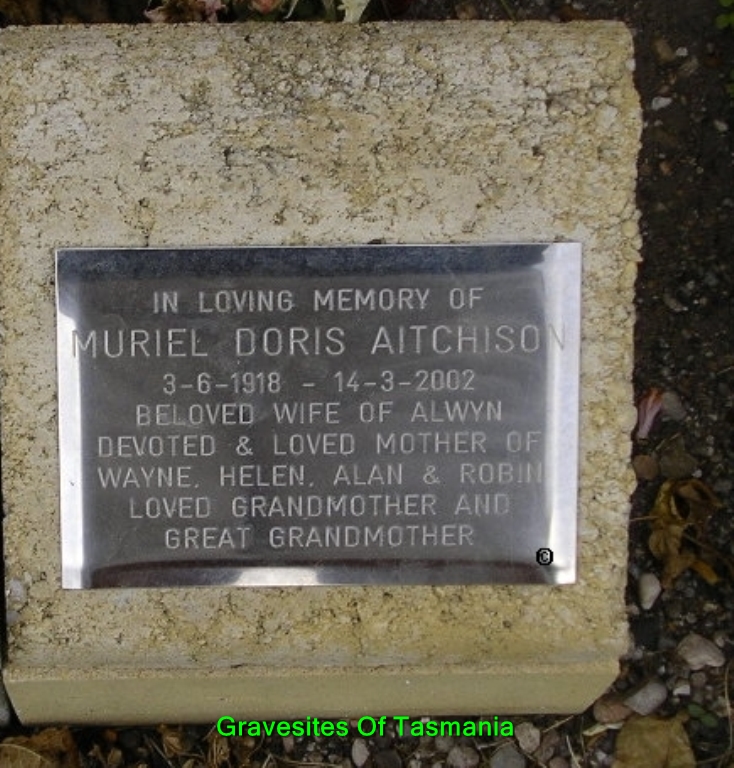 IN LOVING MEMORY OF
MURIEL DORIS AITCHISON
3-6-1918 - 14-3-2002
BELOVED WIFE OF ALWYN
DEVOTED & LOVED MOTHER OF
WAYNE, HELEN, ALAN & ROBIN
LOVED GRANDMOTHER AND
GREAT GRANDMOTHER
©
Gravesites Of Tasmania